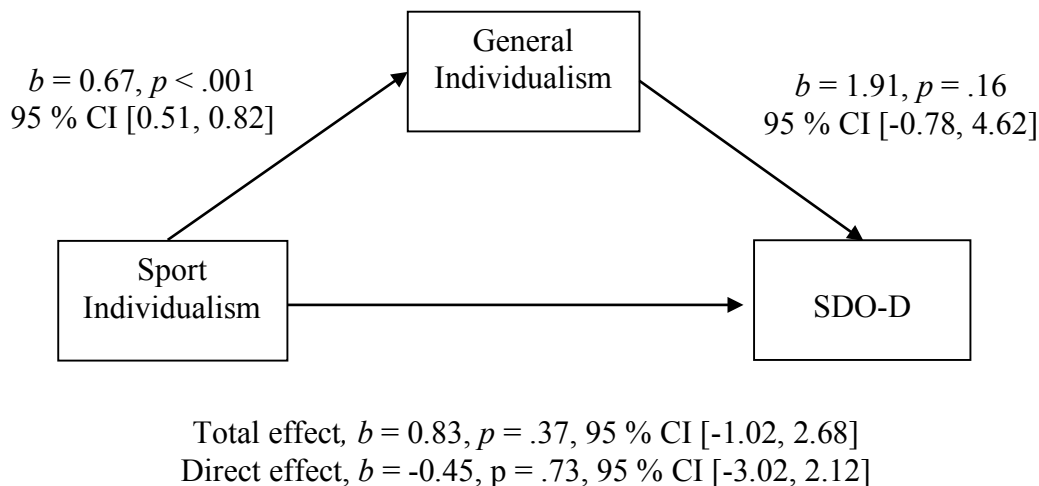 General
Individualism
b = 0.67, p < .001
95 % CI [0.51, 0.82]
b = 1.91, p = .16
95 % CI [-0.78, 4.62]
Sport
Individualism
SDO-D
Total effect, b = 0.83, p = .37, 95 % CI [-1.02, 2.68]
Direct effect, b = -0.45, p = .73, 95 % CI [-3.02, 2.12]